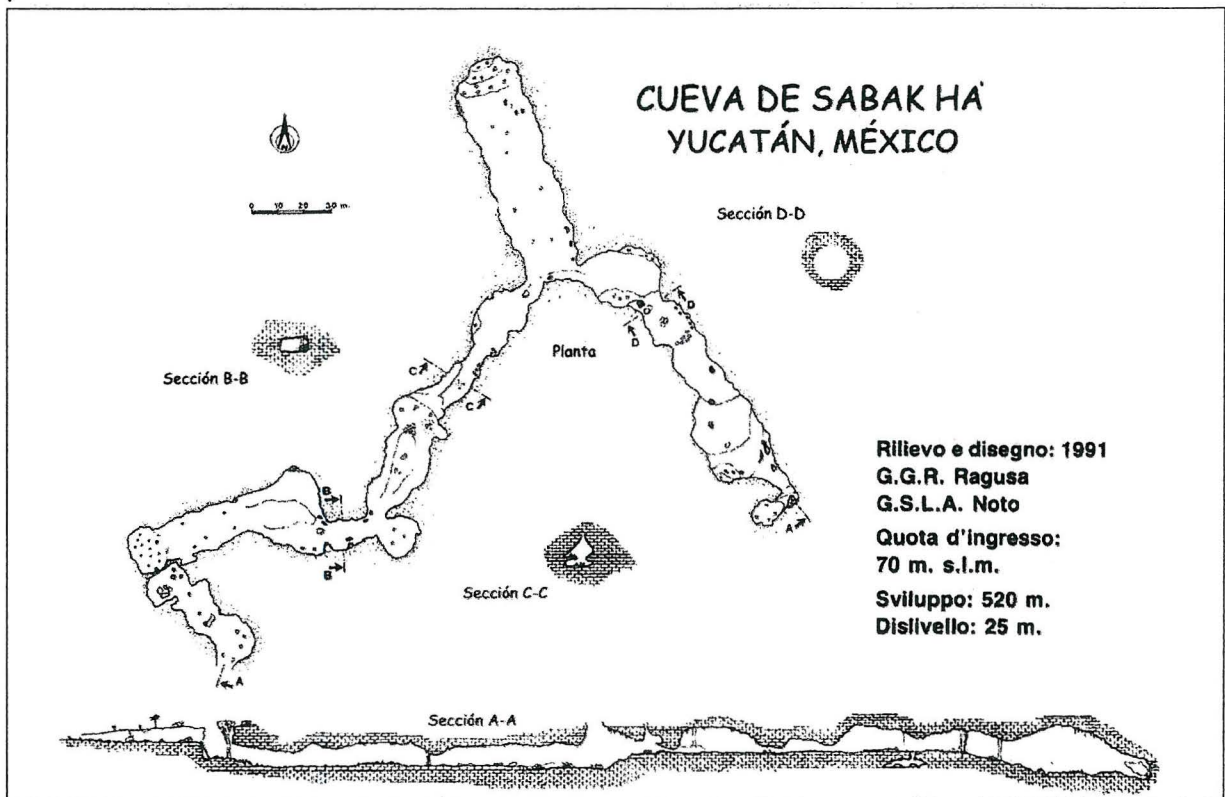 CUEVA DE SABAK HA'
YUCATÁN, MÉXICO
N
0 10 20 30 m.
Sección D-D
D
D
Planta
Sección B-B
C
C
Rilievo e disegno: 1991
G.G.R. Ragusa
G.S.L.A. Noto
Quota d'ingresso:
70 m. s.l.m.
Sviluppo: 520 m.
Dislivello: 25 m.
B
B
A
Sección C-C
A
Sección A-A